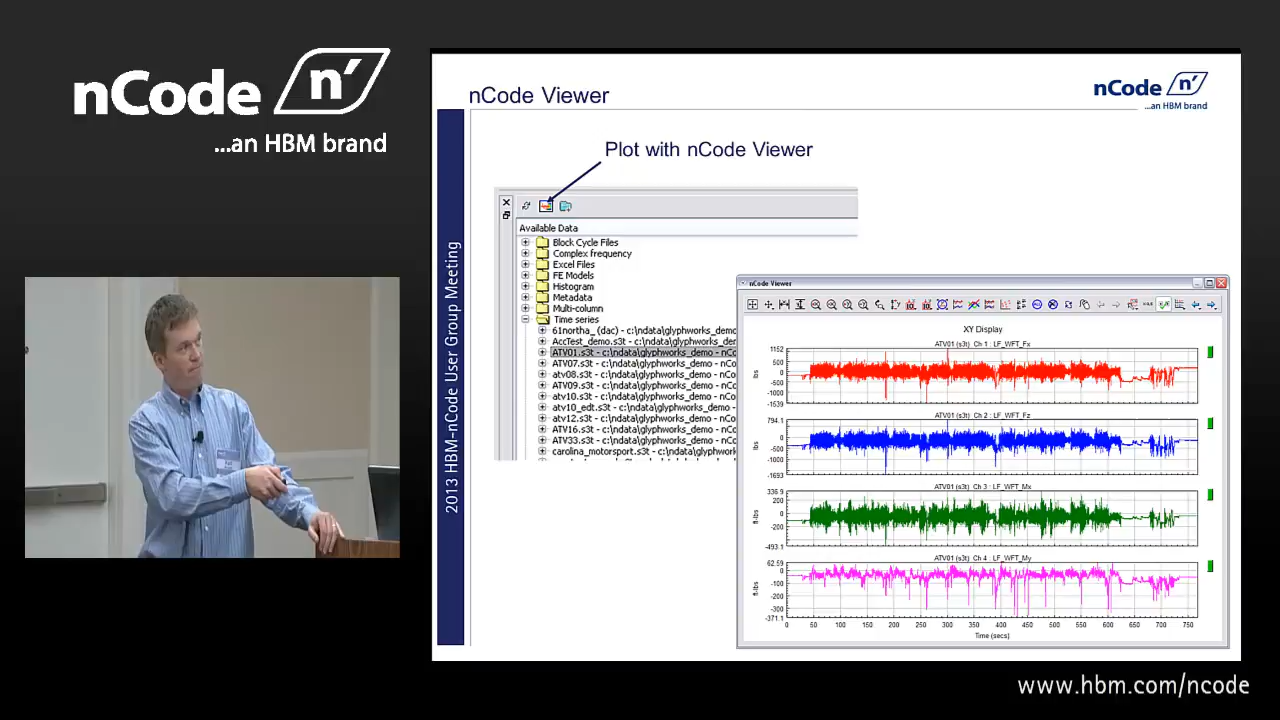 nCode n'
...an HBM brand
nCode Viewer
nCode n'
...an HBM brand
2013 HBM-nCode User Group Meeting
Plot with nCode Viewer
Available Data
Block Cycle Files
Complex frequency
Excel Files
FE Models
Histogram
Metadata
Multi-column
Time series
61northa_ (dac) - c:\ndata\glyphworks_demo
AccTest_demo.s3t - c:\ndata\glyphworks_
ATV01.s3t - c:\ndata\glyphworks_demo - nCo
ATV07.s3t - c:\ndata\glyphworks_demo - nCo
atv08.s3t - c:\ndata\glyphworks_demo - nCo
ATV09.s3t - c:\ndata\glyphworks_demo - nCo
atv10.s3t - c:\ndata\glyphworks_demo - nCo
atv10_edt.s3t - c:\ndata\glyphworks_demo
atv12.s3t - c:\ndata\glyphworks_demo - nCo
ATV16.s3t - c:\ndata\glyphworks_demo - nCo
ATV33.s3t - c:\ndata\glyphworks_demo - nCo
carolina_motorsport.s3t - c:\ndata\glyphwo
nCode Viewer
XY Display
ATV01 (s3t) Ch 1 : LF_WFT_Fx
1152
500
0
-500
-1000
-1639
lbs
ATV01 (s3t) Ch 2 : LF_WFT_Fz
794.1
0
-500
-1000
-1693
lbs
ATV01 (s3t) Ch 3 : LF_WFT_Mx
336.9
200
0
-200
-493.1
ft-lbs
ATV01 (s3t) Ch 4 : LF_WFT_My
62.59
0
-100
-200
-300
-371.1
ft-lbs
0 50 100 150 200 250 300 350 400 450 500 550 600 650 700 750
Time (secs)
www.hbm.com/ncode